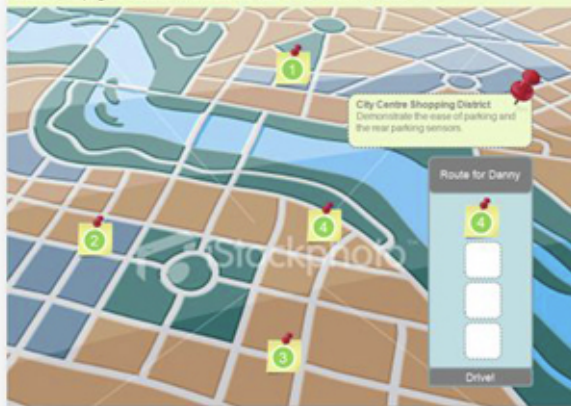 1
City Centre Shopping District
Demonstrate the ease of parking and
the rear parking sensors.
Route for Danny
4
2
4
iStockphoto
3
Drive!